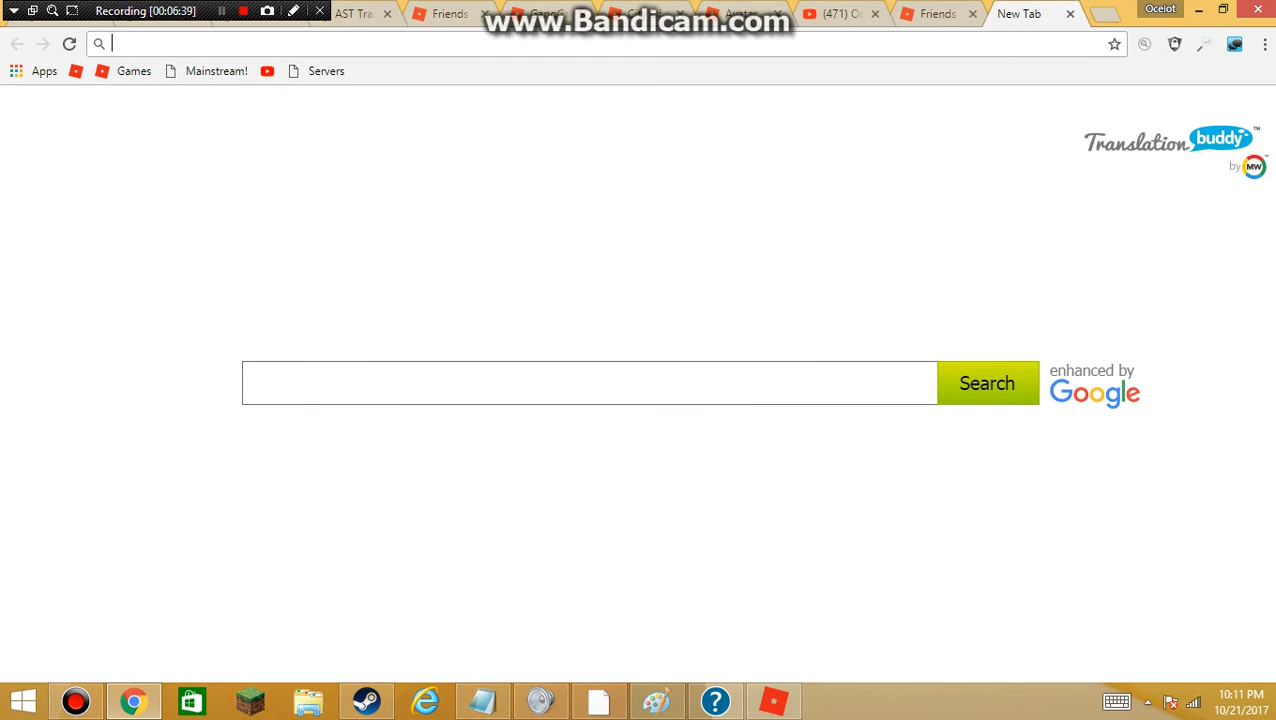 Recording [00:06:39]
AST Tra
Friends
(471) O
Friends
New Tab
Ocelot
www.Bandicam.com
Apps
Games
Mainstream!
Servers
Translation buddy™
by MW
Search
enhanced by
Google
?
10:11 PM
10/21/2017